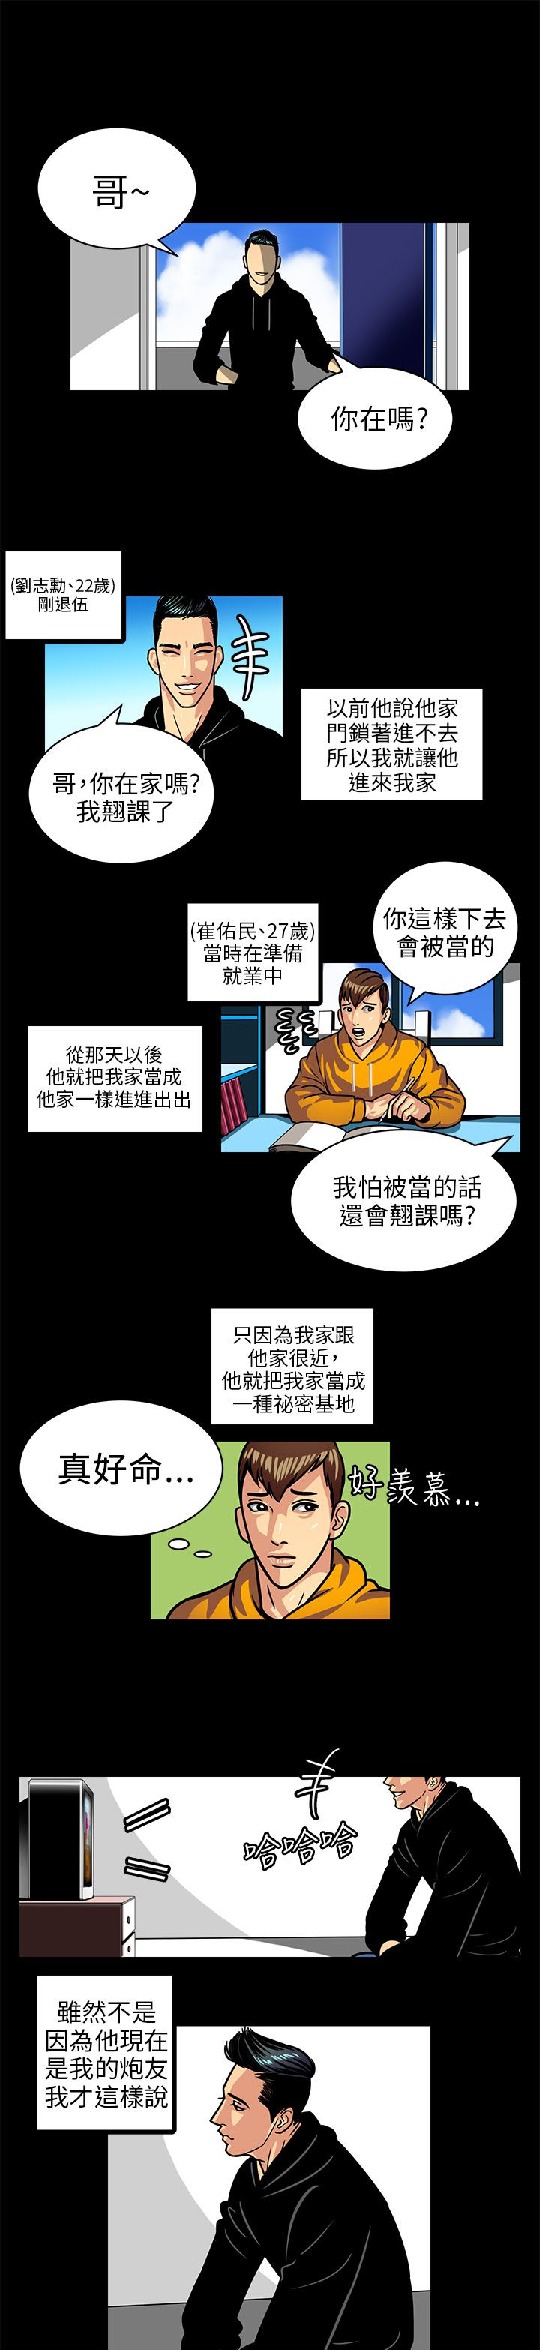 哥~
你在嗎?
(劉志勳、22歲)
剛退伍
哥,你在家嗎?
我翹課了
以前他說他家
門鎖著進不去
所以我就讓他
進來我家
你這樣下去
會被當的
(崔佑民、27歲)
當時在準備
就業中
從那天以後
他就把我家當成
他家一樣進進出出
我怕被當的話
還會翹課嗎?
只因為我家跟
他家很近,
他就把我家當成
一種祕密基地
真好命...
好羨慕...
哈哈哈
雖然不是
因為他現在
是我的炮友
我才這樣說